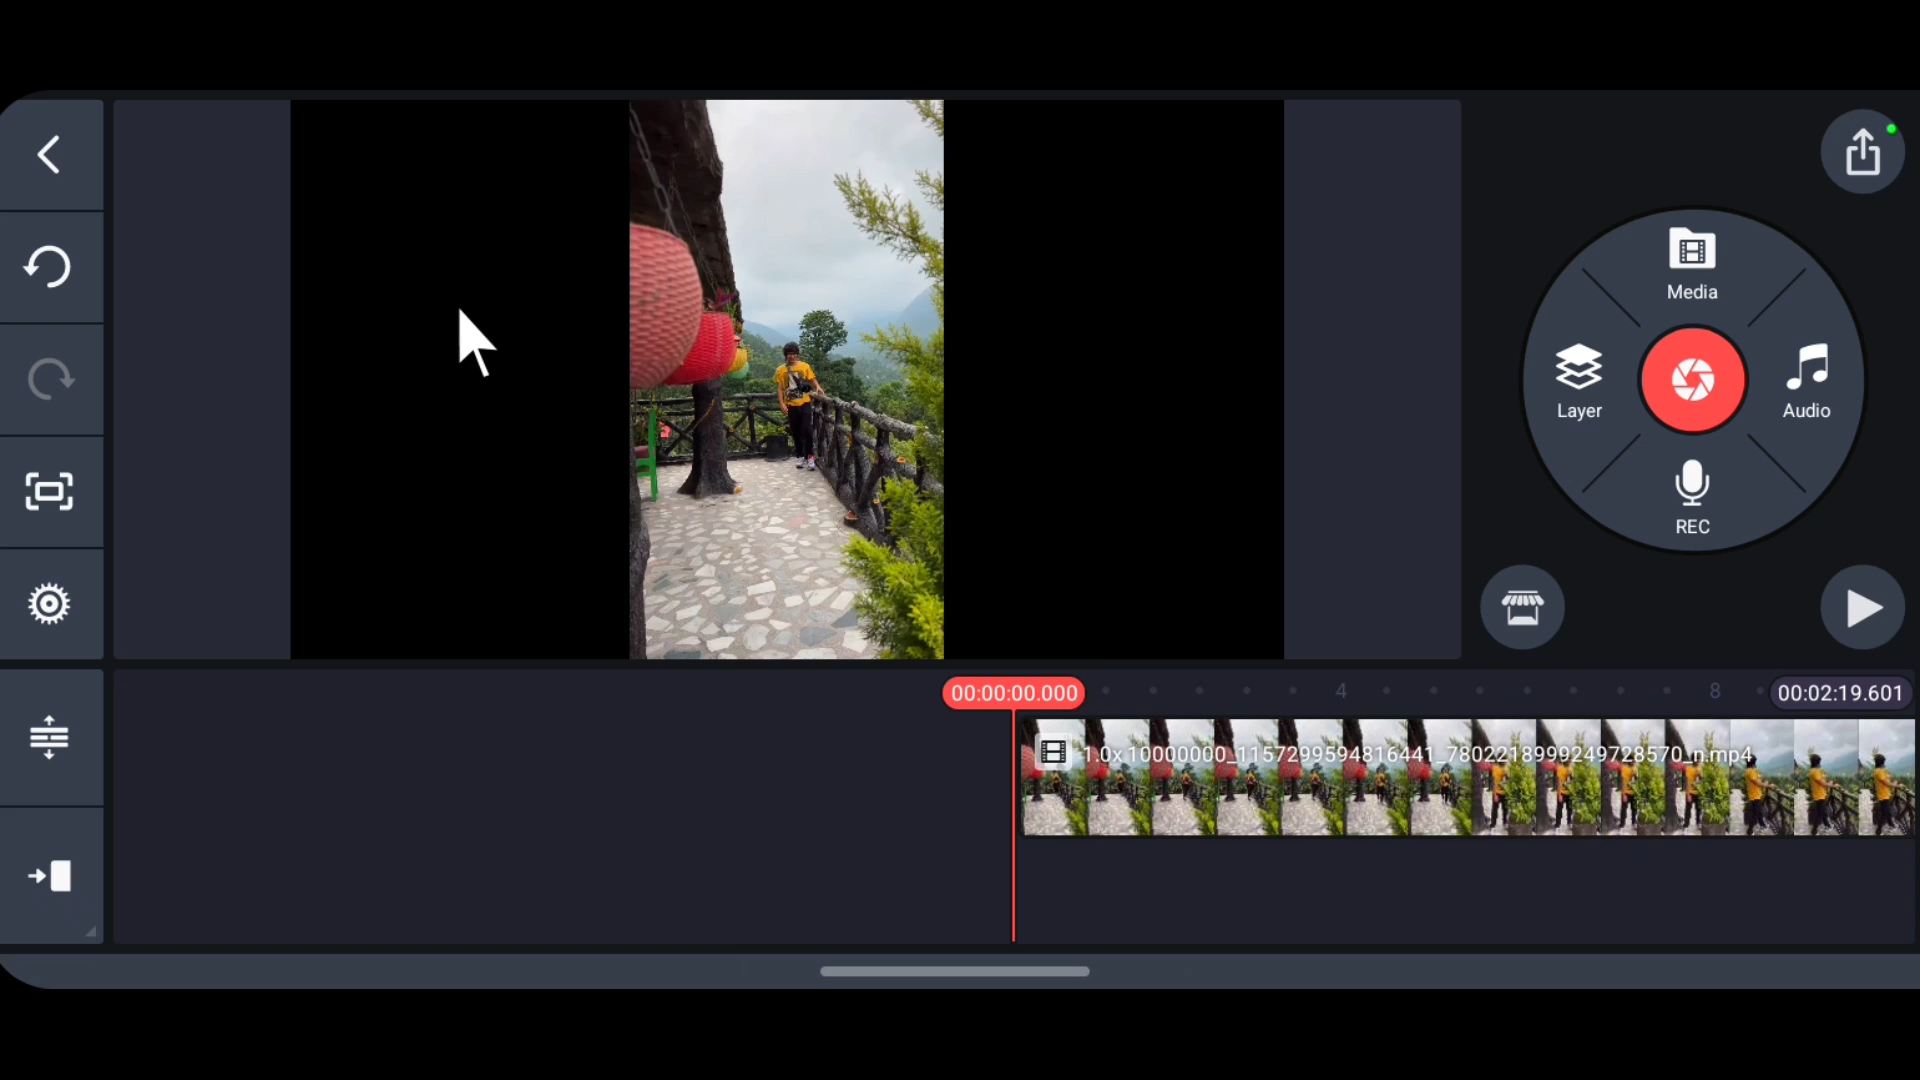 Media
Layer
Audio
REC
00:00:00.000
4
8
00:02:19.601
1.0x 10000000_1157299594816441_7802218999249728570_n.mp4